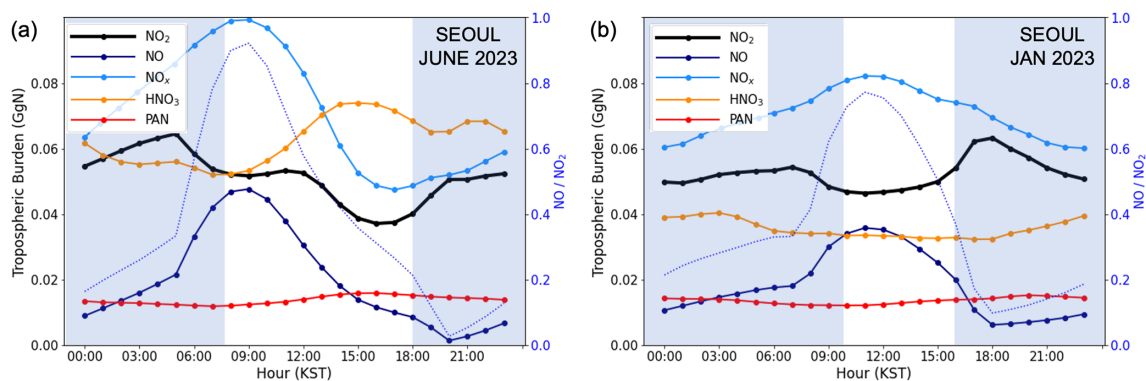 (a)
NO₂
NO
NOₓ
HNO₃
PAN
SEOUL
JUNE 2023
Tropospheric Burden (GgN)
0.08
0.06
0.04
0.02
0.00
1.0
0.8
0.6
0.4
0.2
0.0
NO / NO₂
00:00 03:00 06:00 09:00 12:00 15:00 18:00 21:00
Hour (KST)
(b)
NO₂
NO
NOₓ
HNO₃
PAN
SEOUL
JAN 2023
Tropospheric Burden (GgN)
0.08
0.06
0.04
0.02
0.00
1.0
0.8
0.6
0.4
0.2
0.0
NO / NO₂
00:00 03:00 06:00 09:00 12:00 15:00 18:00 21:00
Hour (KST)